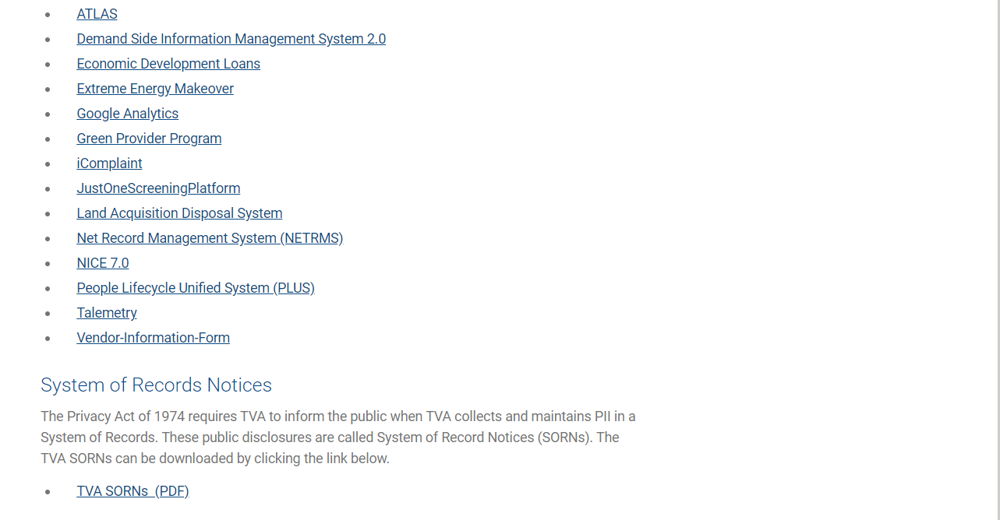 ATLAS
Demand Side Information Management System 2.0
Economic Development Loans
Extreme Energy Makeover
Google Analytics
Green Provider Program
iComplaint
JustOneScreeningPlatform
Land Acquisition Disposal System
Net Record Management System (NETRMS)
NICE 7.0
People Lifecycle Unified System (PLUS)
Talemetry
Vendor-Information-Form
System of Records Notices
The Privacy Act of 1974 requires TVA to inform the public when TVA collects and maintains PII in a
System of Records. These public disclosures are called System of Record Notices (SORNs). The
TVA SORNs can be downloaded by clicking the link below.
TVA SORNs  (PDF)